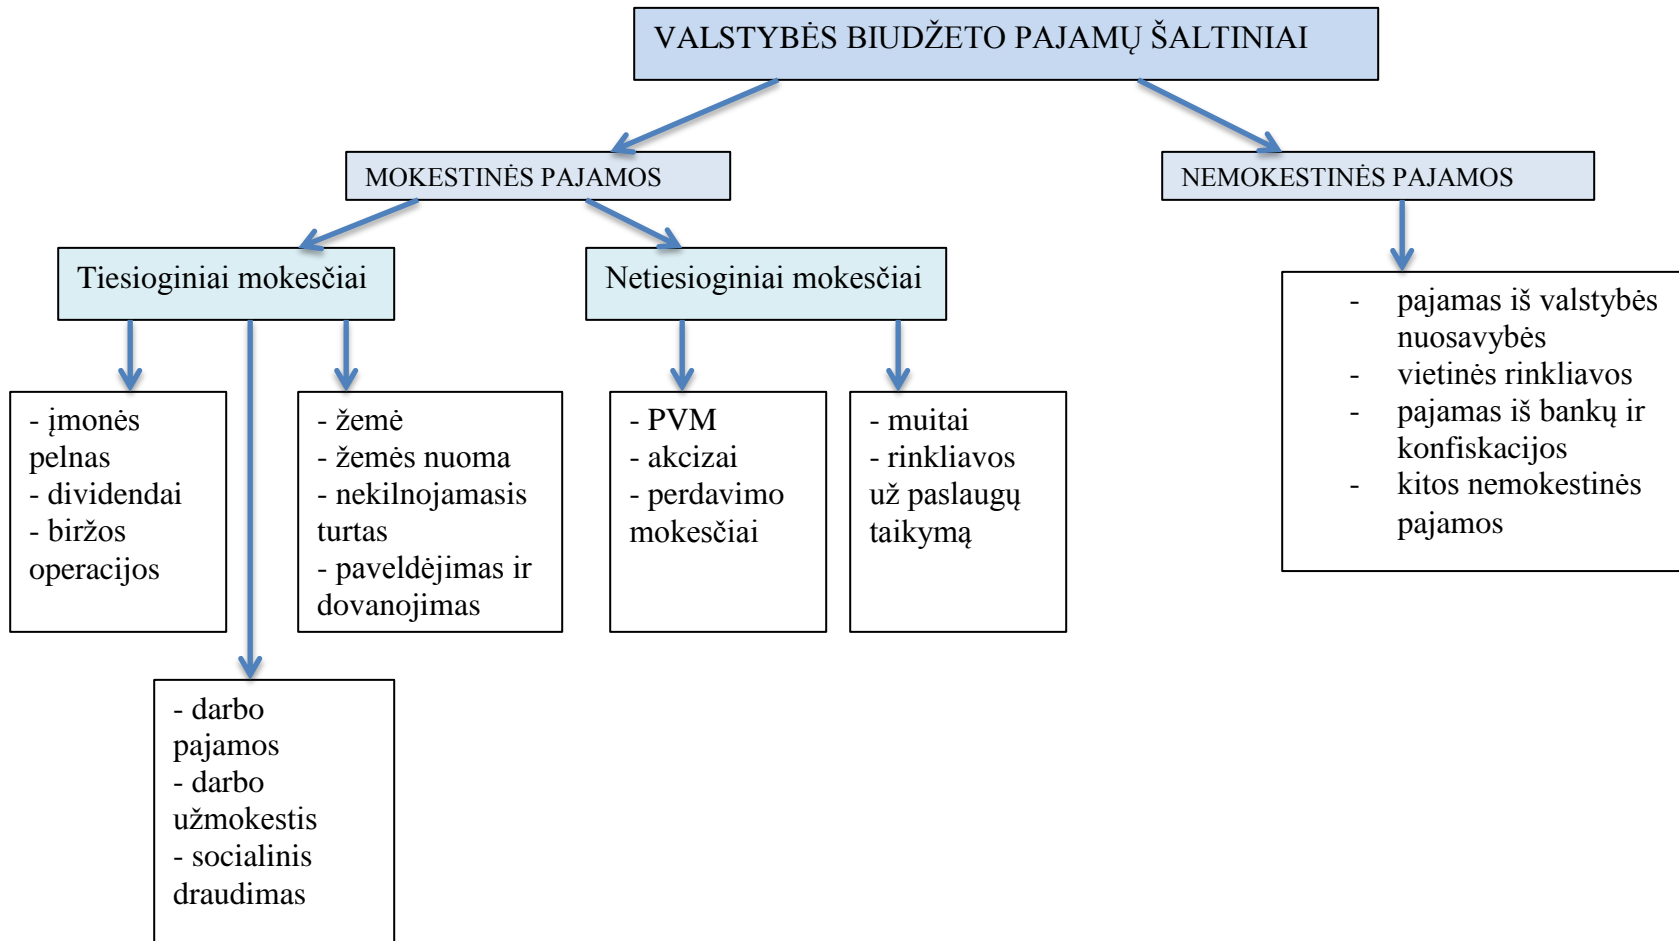 VALSTYBĖS BIUDŽETO PAJAMŲ ŠALTINIAI
MOKESTINĖS PAJAMOS
NEMOKESTINĖS PAJAMOS
Tiesioginiai mokesčiai
Netiesioginiai mokesčiai
- įmonės
pelnas
- dividendai
- biržos
operacijos
- žemė
- žemės nuoma
- nekilnojamasis
turtas
- paveldėjimas ir
dovanojimas
- PVM
- akcizai
- perdavimo
mokesčiai
- muitai
- rinkliavos
už paslaugų
taikymą
- pajamas iš valstybės
nuosavybės
- vietinės rinkliavos
- pajamas iš bankų ir
konfiskacijos
- kitos nemokestinės
pajamos
- darbo
pajamos
- darbo
užmokestis
- socialinis
draudimas